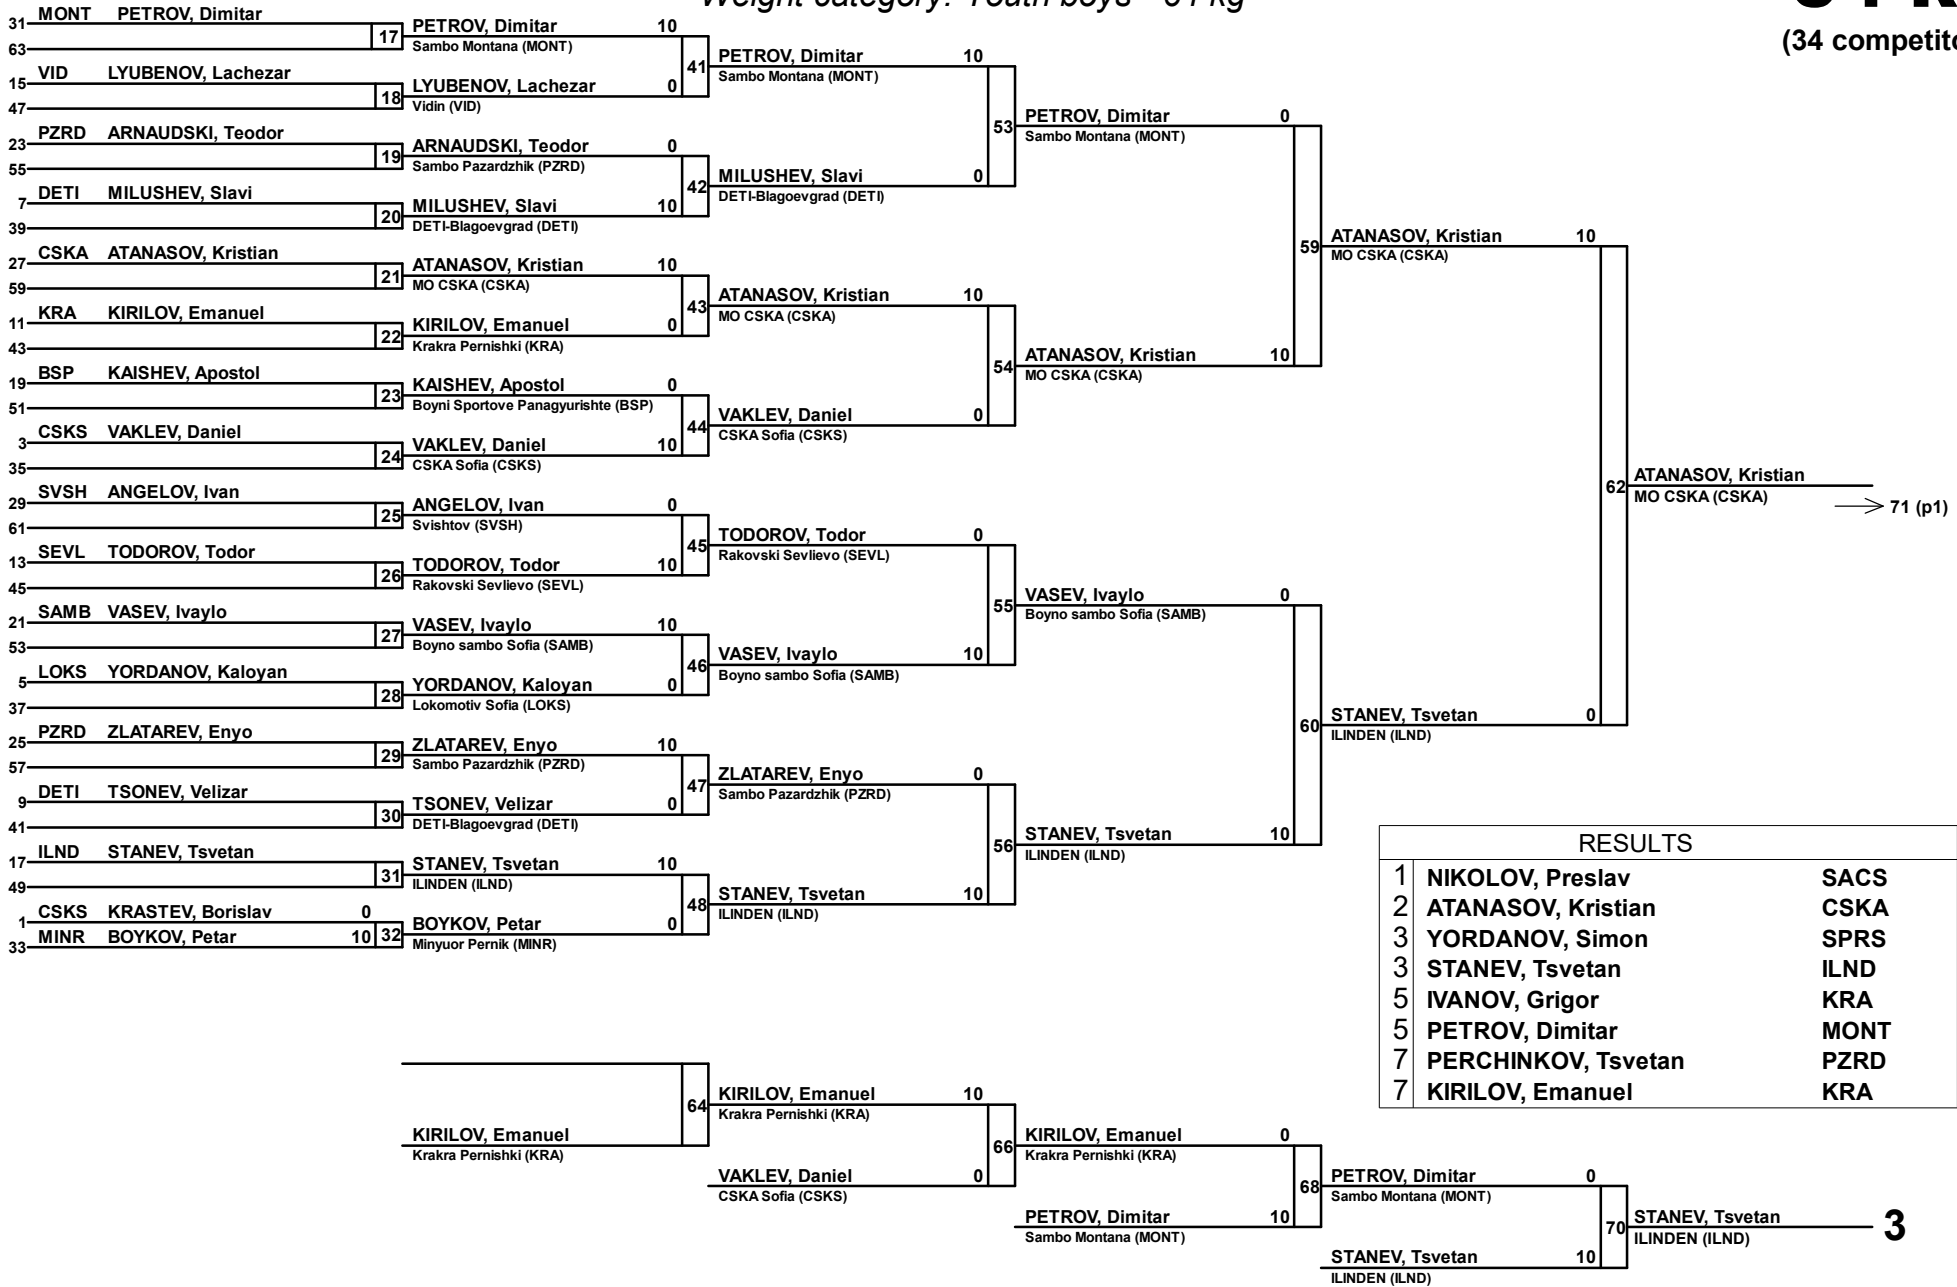 Weight category: Youth boys
(34 competito
31 MONT PETROV, Dimitar
63
15 VID LYUBENOV, Lachezar
47
23 PZRD ARNAUDSKI, Teodor
55
7 DETI MILUSHEV, Slavi
39
27 CSKA ATANASOV, Kristian
59
11 KRA KIRILOV, Emanuel
43
19 BSP KAISHEV, Apostol
51
3 CSKS VAKLEV, Daniel
35
29 SVSH ANGELOV, Ivan
61
13 SEVL TODOROV, Todor
45
21 SAMB VASEV, Ivaylo
53
5 LOKS YORDANOV, Kaloyan
37
25 PZRD ZLATAREV, Enyo
57
9 DETI TSONEV, Velizar
41
17 ILND STANEV, Tsvetan
49
1 CSKS KRASTEV, Borislav 0
33 MINR BOYKOV, Petar 10
17 PETROV, Dimitar 10
Sambo Montana (MONT)
18 LYUBENOV, Lachezar 0
Vidin (VID)
19 ARNAUDSKI, Teodor 0
Sambo Pazardzhik (PZRD)
20 MILUSHEV, Slavi 10
DETI-Blagoevgrad (DETI)
21 ATANASOV, Kristian 10
MO CSKA (CSKA)
22 KIRILOV, Emanuel 0
Krakra Pernishki (KRA)
23 KAISHEV, Apostol 0
Boyni Sportove Panagyurishte (BSP)
24 VAKLEV, Daniel 10
CSKA Sofia (CSKS)
25 ANGELOV, Ivan 0
Svishtov (SVSH)
26 TODOROV, Todor 10
Rakovski Sevlievo (SEVL)
27 VASEV, Ivaylo 10
Boyno sambo Sofia (SAMB)
28 YORDANOV, Kaloyan 0
Lokomotiv Sofia (LOKS)
29 ZLATAREV, Enyo 10
Sambo Pazardzhik (PZRD)
30 TSONEV, Velizar 0
DETI-Blagoevgrad (DETI)
31 STANEV, Tsvetan 10
ILINDEN (ILND)
32 BOYKOV, Petar 0
Minyuor Pernik (MINR)
41 PETROV, Dimitar 10
Sambo Montana (MONT)
42 MILUSHEV, Slavi 0
DETI-Blagoevgrad (DETI)
43 ATANASOV, Kristian 10
MO CSKA (CSKA)
44 VAKLEV, Daniel 0
CSKA Sofia (CSKS)
45 TODOROV, Todor 0
Rakovski Sevlievo (SEVL)
46 VASEV, Ivaylo 10
Boyno sambo Sofia (SAMB)
47 ZLATAREV, Enyo 0
Sambo Pazardzhik (PZRD)
48 STANEV, Tsvetan 10
ILINDEN (ILND)
53 PETROV, Dimitar 0
Sambo Montana (MONT)
54 ATANASOV, Kristian 10
MO CSKA (CSKA)
55 VASEV, Ivaylo 0
Boyno sambo Sofia (SAMB)
56 STANEV, Tsvetan 10
ILINDEN (ILND)
59 ATANASOV, Kristian 10
MO CSKA (CSKA)
60 STANEV, Tsvetan 0
ILINDEN (ILND)
62 ATANASOV, Kristian
MO CSKA (CSKA)
71 (p1)
RESULTS
1 NIKOLOV, Preslav SACS
2 ATANASOV, Kristian CSKA
3 YORDANOV, Simon SPRS
3 STANEV, Tsvetan ILND
5 IVANOV, Grigor KRA
5 PETROV, Dimitar MONT
7 PERCHINKOV, Tsvetan PZRD
7 KIRILOV, Emanuel KRA
KIRILOV, Emanuel
Krakra Pernishki (KRA)
64 KIRILOV, Emanuel 10
Krakra Pernishki (KRA)
VAKLEV, Daniel 0
CSKA Sofia (CSKS)
66 KIRILOV, Emanuel 0
Krakra Pernishki (KRA)
PETROV, Dimitar 10
Sambo Montana (MONT)
68 PETROV, Dimitar 0
Sambo Montana (MONT)
STANEV, Tsvetan 10
ILINDEN (ILND)
70 STANEV, Tsvetan 3
ILINDEN (ILND)